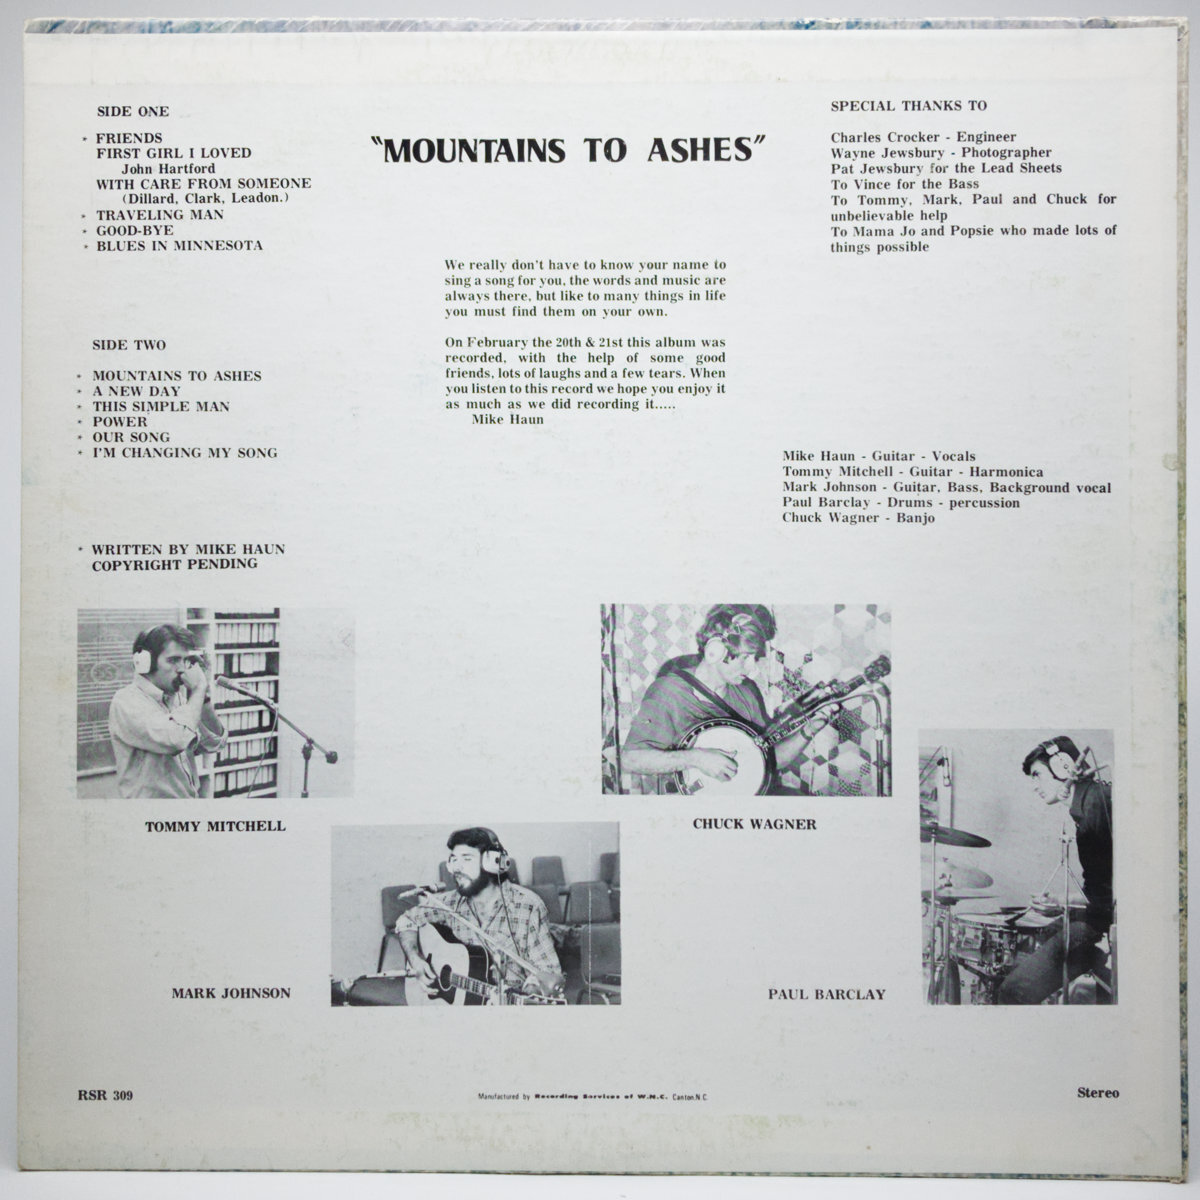 SIDE ONE
* FRIENDS
FIRST GIRL I LOVED
John Hartford
WITH CARE FROM SOMEONE
(Dillard, Clark, Leadon.)
* TRAVELING MAN
* GOOD-BYE
* BLUES IN MINNESOTA
SIDE TWO
* MOUNTAINS TO ASHES
* A NEW DAY
* THIS SIMPLE MAN
* POWER
* OUR SONG
* I'M CHANGING MY SONG
* WRITTEN BY MIKE HAUN
COPYRIGHT PENDING
"MOUNTAINS TO ASHES"
We really don't have to know your name to
sing a song for you, the words and music are
always there, but like to many things in life
you must find them on your own.
On February the 20th & 21st this album was
recorded, with the help of some good
friends, lots of laughs and a few tears. When
you listen to this record we hope you enjoy it
as much as we did recording it.....
Mike Haun
SPECIAL THANKS TO
Charles Crocker - Engineer
Wayne Jewsbury - Photographer
Pat Jewsbury for the Lead Sheets
To Vince for the Bass
To Tommy, Mark, Paul and Chuck for
unbelievable help
To Mama Jo and Popsie who made lots of
things possible
Mike Haun - Guitar - Vocals
Tommy Mitchell - Guitar - Harmonica
Mark Johnson - Guitar, Bass, Background vocal
Paul Barclay - Drums - percussion
Chuck Wagner - Banjo
TOMMY MITCHELL
CHUCK WAGNER
MARK JOHNSON
PAUL BARCLAY
RSR 309
Manufactured by Recording Services of W.N.C. Canton,N.C.
Stereo